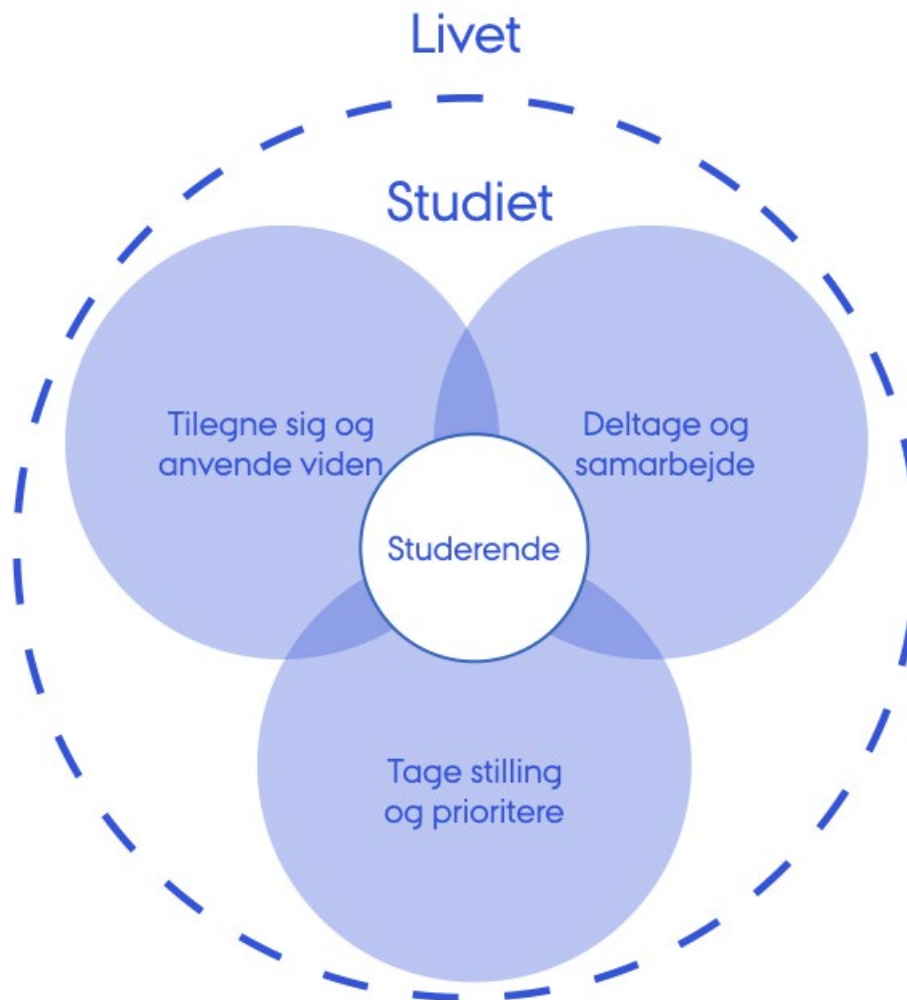 Livet
Studiet
Tilegne sig og
anvende viden
Deltage og
samarbejde
Studerende
Tage stilling
og prioritere